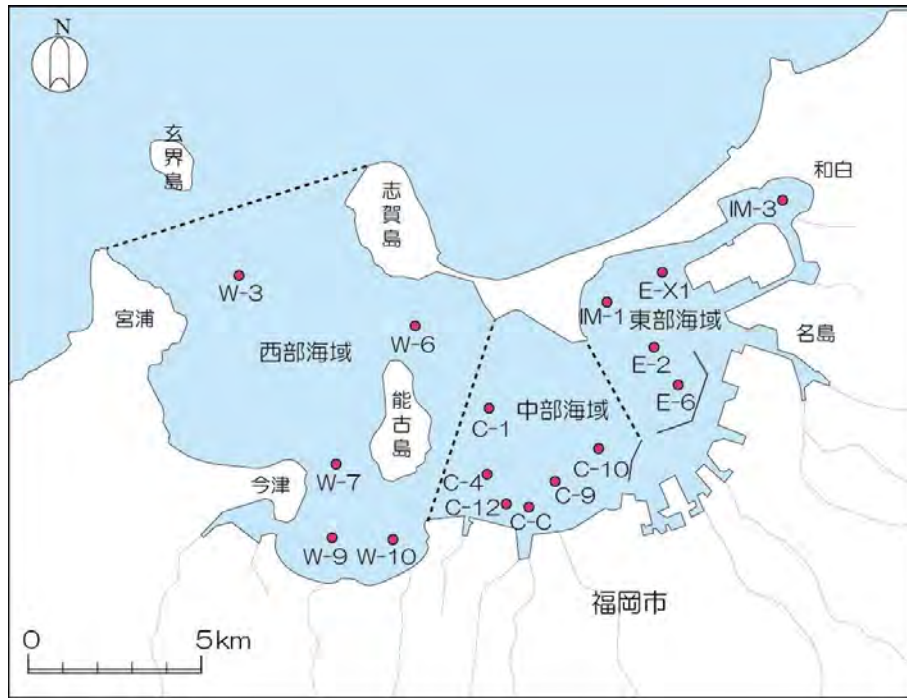 N
玄界島
志賀島
和白
IM-3
W-3
E-X1
IM-1
東部海域
宮浦
W-6
西部海域
名島
E-2
E-6
能古島
中部海域
C-1
C-10
W-7
今津
C-4
C-9
C-12
C-C
W-9
W-10
福岡市
0
5km